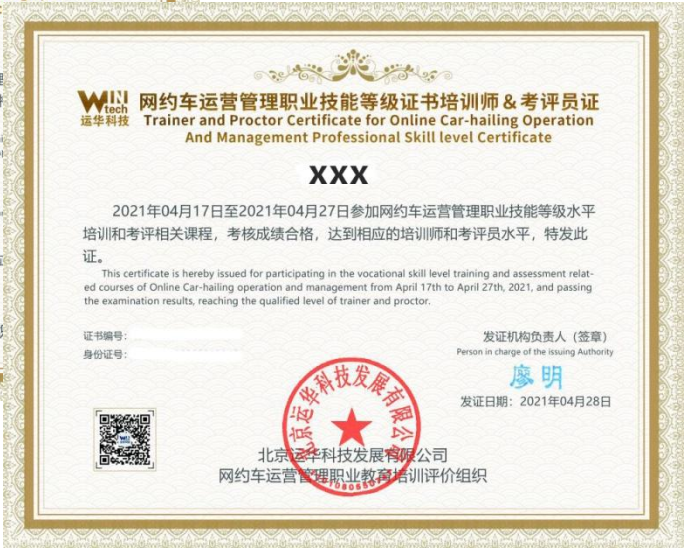 WIN tech
运华科技
网约车运营管理职业技能等级证书培训师&考评员证
Trainer and Proctor Certificate for Online Car-hailing Operation
And Management Professional Skill level Certificate
XXX
2021年04月17日至2021年04月27日参加网约车运营管理职业技能等级水平
培训和考评相关课程，考核成绩合格，达到相应的培训师和考评员水平，特发此
证。
This certificate is hereby issued for participating in the vocational skill level training and assessment relat-
ed courses of Online Car-hailing operation and management from April 17th to April 27th, 2021, and passing
the examination results, reaching the qualified level of trainer and proctor.
证书编号：
身份证号：
发证机构负责人（签章）
Person in charge of the issuing Authority
廖明
发证日期：2021年04月28日
北京运华科技发展有限公司
北京运华科技发展有限公司
网约车运营管理职业教育培训评价组织